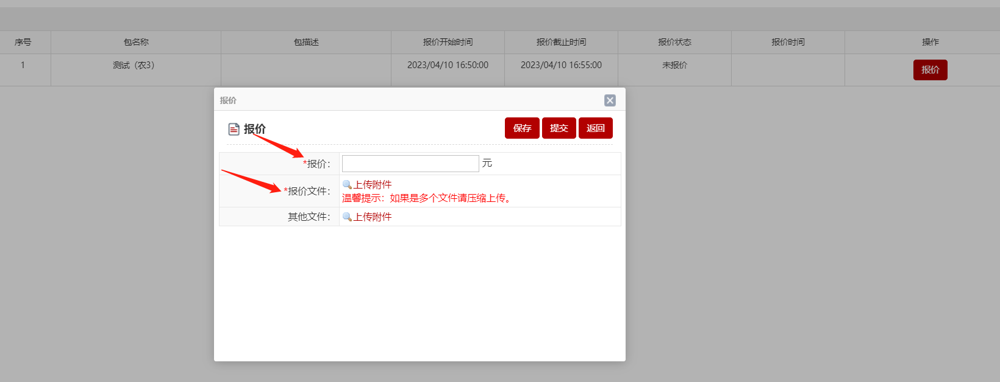 序号 包名称 包描述 报价开始时间 报价截止时间 报价状态 报价时间 操作
1 测试（农3） 2023/04/10 16:50:00 2023/04/10 16:55:00 未报价 报价
报价
报价 保存 提交 返回
*报价： 元
*报价文件： 上传附件
温馨提示：如果是多个文件请压缩上传。
其他文件： 上传附件